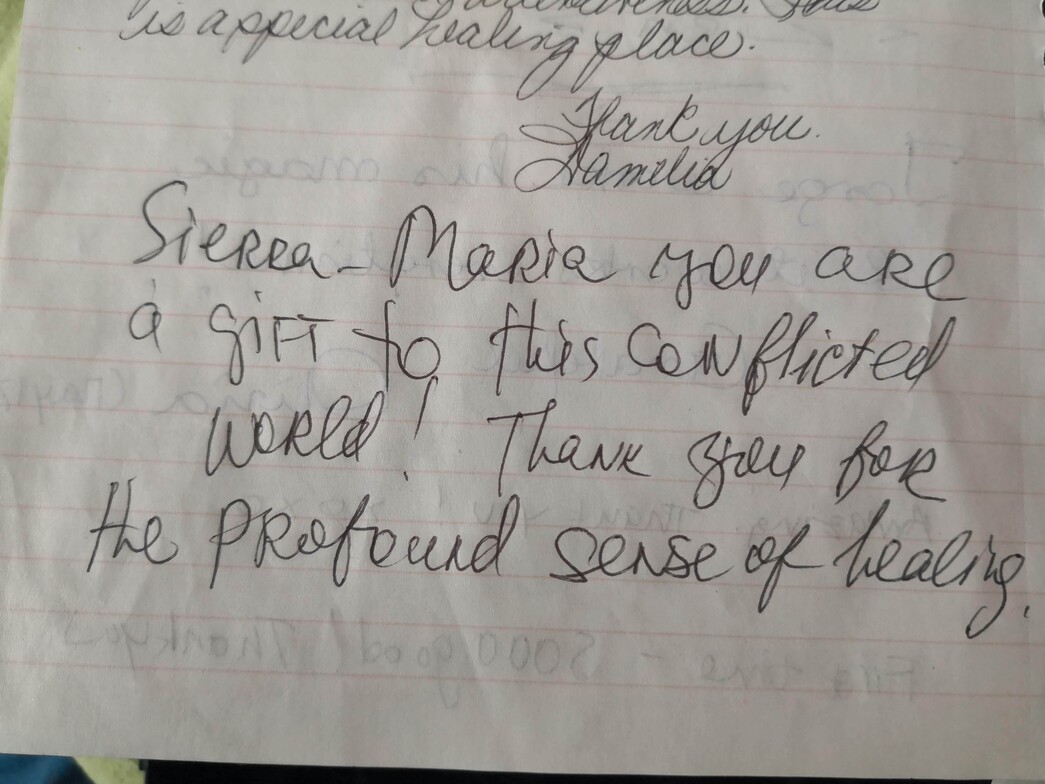 is a special healing place.
Thank you.
Sierra-Maria you are
a gift to this conflicted
world! Thank you for
the profound sense of healing.